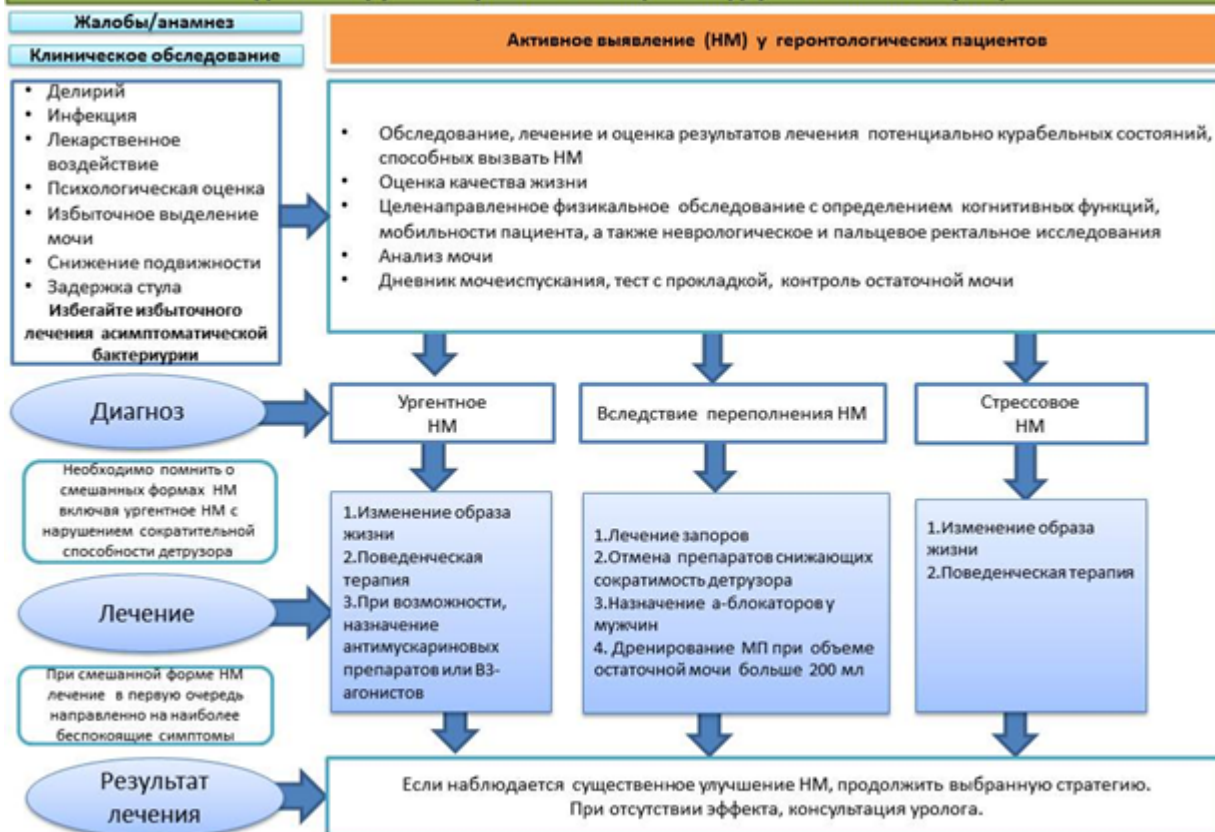 Жалобы/анамнез
Клиническое обследование
Активное выявление (НМ) у геронтологических пациентов
• Делирий
• Инфекция
• Лекарственное
воздействие
• Психологическая оценка
• Избыточное выделение
мочи
• Снижение подвижности
• Задержка стула
Избегайте избыточного
лечения асимптоматической
бактериурии
• Обследование, лечение и оценка результатов лечения потенциально курабельных состояний,
способных вызвать НМ
• Оценка качества жизни
• Целенаправленное физикальное обследование с определением когнитивных функций,
мобильности пациента, а также неврологическое и пальцевое ректальное исследования
• Анализ мочи
• Дневник мочеиспускания, тест с прокладкой, контроль остаточной мочи
Диагноз
Ургентное
НМ
Вследствие переполнения НМ
Стрессовое
НМ
Необходимо помнить о
смешанных формах НМ
включая ургентное НМ с
нарушением сократительной
способности детрузора
Лечение
1.Изменение образа
жизни
2.Поведенческая
терапия
3.При возможности,
назначение
антимускариновых
препаратов или В3-
агонистов
1.Лечение запоров
2.Отмена препаратов снижающих
сократимость детрузора
3.Назначение а-блокаторов у
мужчин
4. Дренирование МП при объеме
остаточной мочи больше 200 мл
1.Изменение образа
жизни
2.Поведенческая терапия
При смешанной форме НМ
лечение в первую очередь
направленно на наиболее
беспокоящие симптомы
Результат
лечения
Если наблюдается существенное улучшение НМ, продолжить выбранную стратегию.
При отсутствии эффекта, консультация уролога.